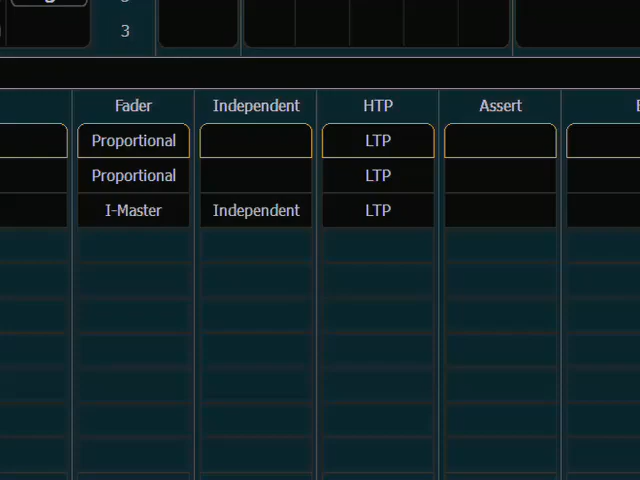 3
Fader Independent HTP Assert
Proportional LTP
Proportional LTP
I-Master Independent LTP